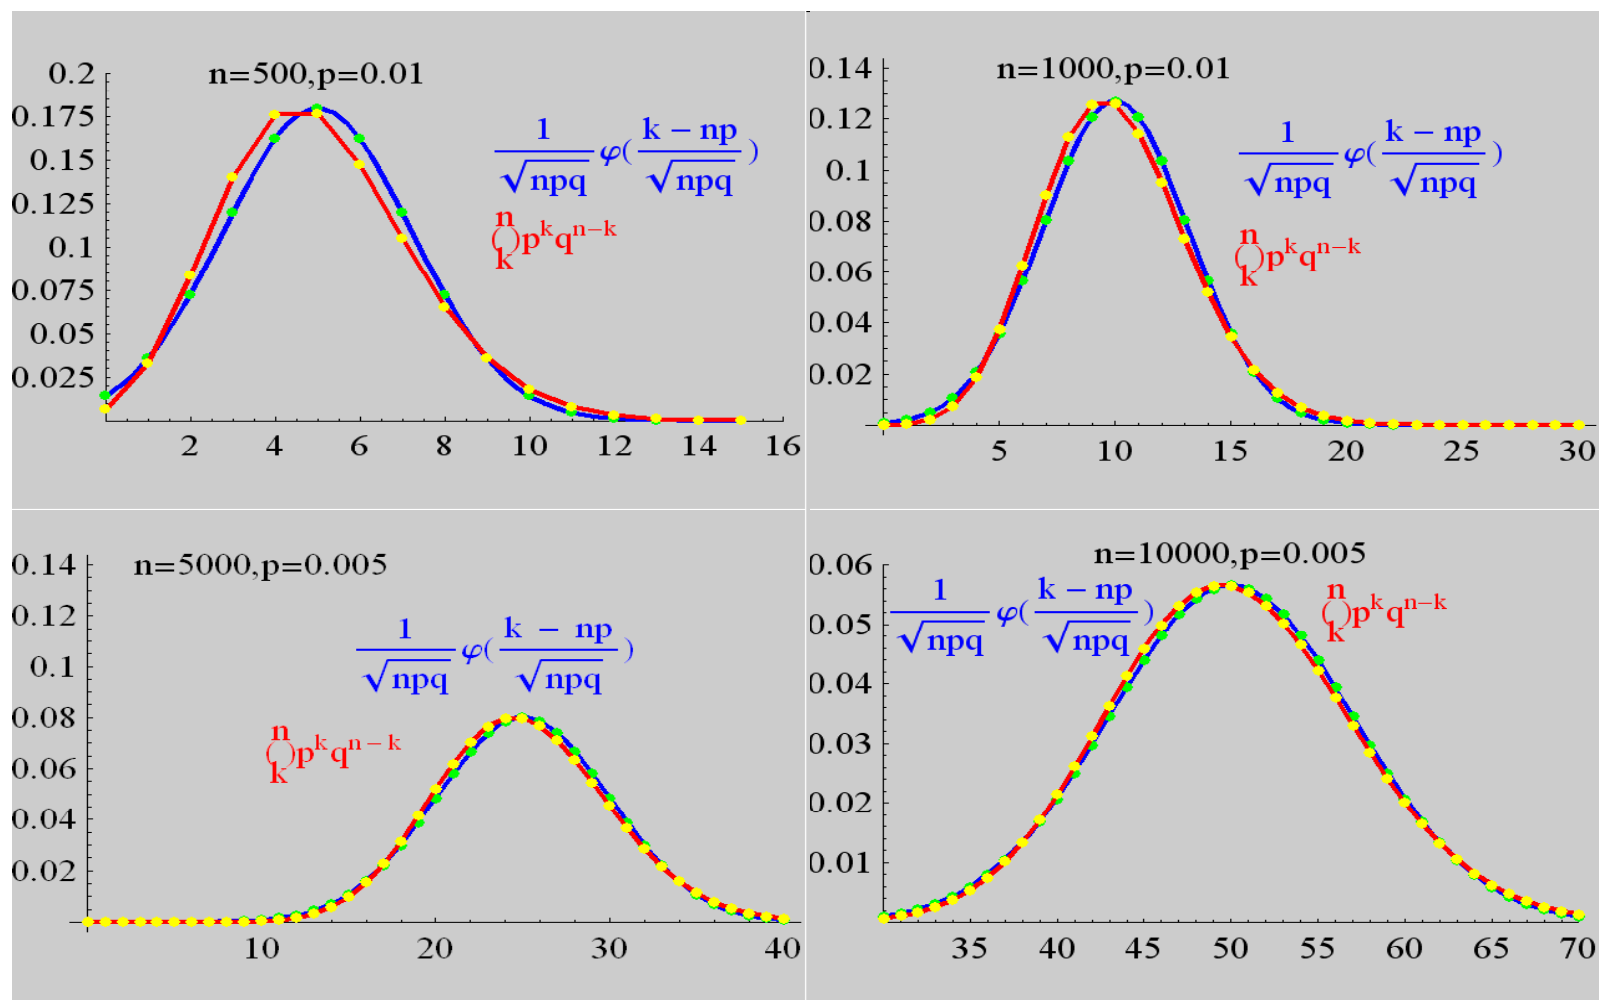 n=500,p=0.01
0.2
0.175
0.15
0.125
0.1
0.075
0.05
0.025
2 4 6 8 10 12 14 16
1/√npq φ(k − np/√npq)
(n k)p^k q^n−k
n=1000,p=0.01
0.14
0.12
0.1
0.08
0.06
0.04
0.02
5 10 15 20 25 30
1/√npq φ(k − np/√npq)
(n k)p^k q^n−k
n=5000,p=0.005
0.14
0.12
0.1
0.08
0.06
0.04
0.02
10 20 30 40
1/√npq φ(k − np/√npq)
(n k)p^k q^n−k
n=10000,p=0.005
0.06
0.05
0.04
0.03
0.02
0.01
35 40 45 50 55 60 65 70
1/√npq φ(k − np/√npq)
(n k)p^k q^n−k